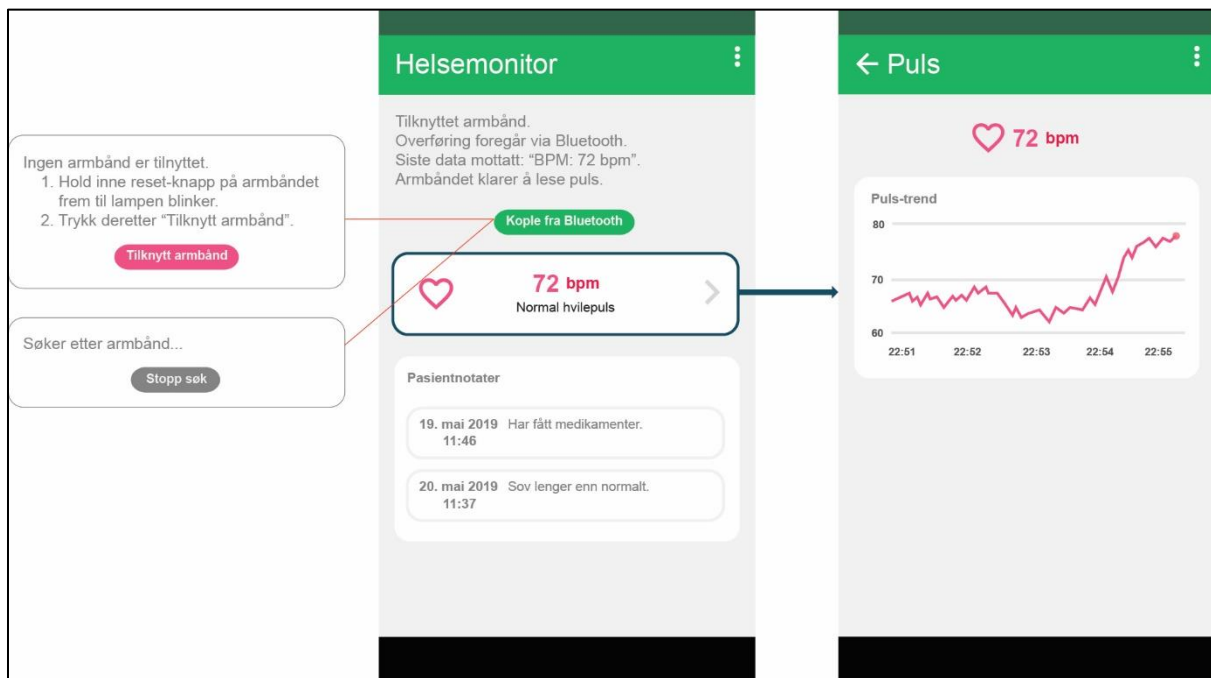 Ingen armbånd er tilnyttet.
1. Hold inne reset-knapp på armbåndet
frem til lampen blinker.
2. Trykk deretter “Tilknytt armbånd”.
Tilknytt armbånd
Søker etter armbånd...
Stopp søk
Helsemonitor
Tilknyttet armbånd.
Overføring foregår via Bluetooth.
Siste data mottatt: “BPM: 72 bpm”.
Armbåndet klarer å lese puls.
Kople fra Bluetooth
72 bpm
Normal hvilepuls
Pasientnotater
19. mai 2019 Har fått medikamenter.
11:46
20. mai 2019 Sov lenger enn normalt.
11:37
Puls
72 bpm
Puls-trend
80
70
60
22:51 22:52 22:53 22:54 22:55